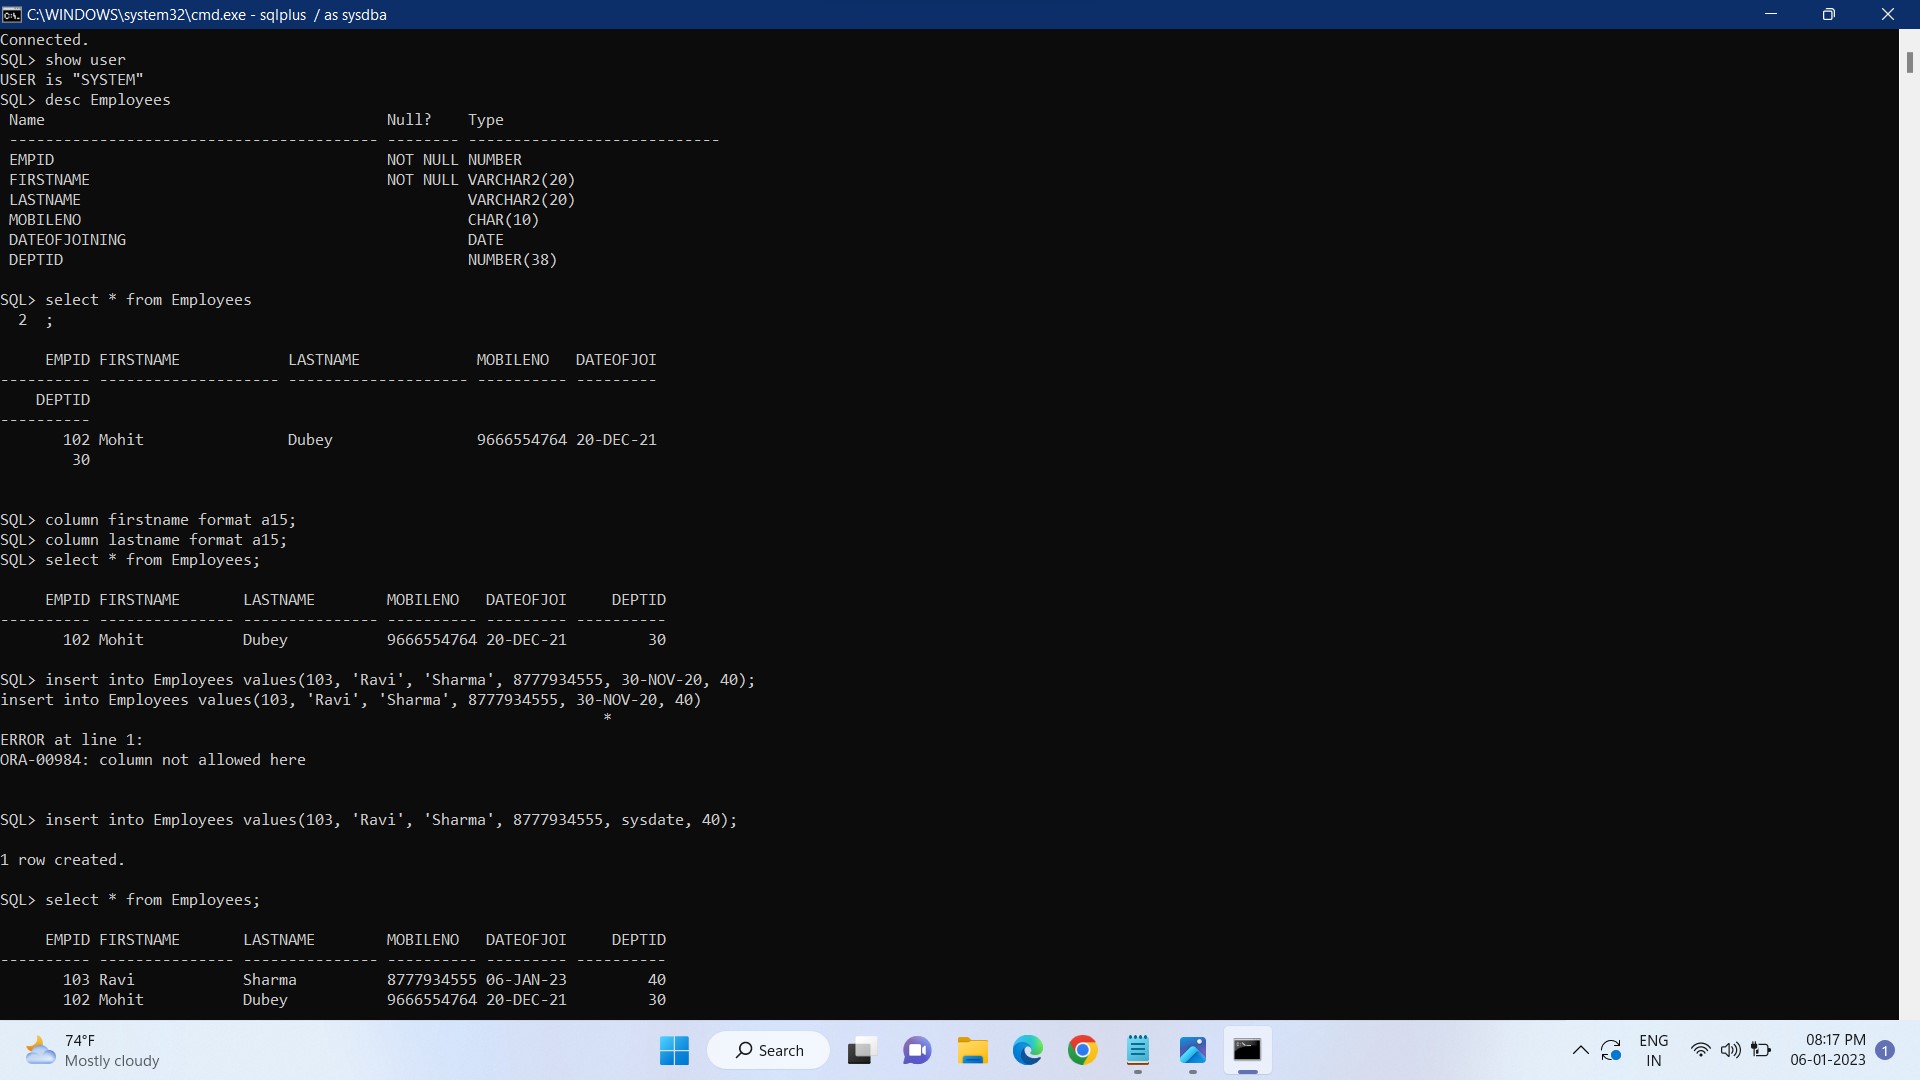 C:\WINDOWS\system32\cmd.exe - sqlplus  / as sysdba
Connected.
SQL> show user
USER is "SYSTEM"
SQL> desc Employees
 Name                                      Null?    Type
 ----------------------------------------- -------- ----------------------------
 EMPID                                     NOT NULL NUMBER
 FIRSTNAME                                 NOT NULL VARCHAR2(20)
 LASTNAME                                           VARCHAR2(20)
 MOBILENO                                           CHAR(10)
 DATEOFJOINING                                      DATE
 DEPTID                                             NUMBER(38)
SQL> select * from Employees
  2  ;
     EMPID FIRSTNAME            LASTNAME             MOBILENO   DATEOFJOI
---------- -------------------- -------------------- ---------- ---------
    DEPTID
----------
       102 Mohit                Dubey                9666554764 20-DEC-21
        30
SQL> column firstname format a15;
SQL> column lastname format a15;
SQL> select * from Employees;
     EMPID FIRSTNAME       LASTNAME        MOBILENO   DATEOFJOI     DEPTID
---------- --------------- --------------- ---------- --------- ----------
       102 Mohit           Dubey           9666554764 20-DEC-21         30
SQL> insert into Employees values(103, 'Ravi', 'Sharma', 8777934555, 30-NOV-20, 40);
insert into Employees values(103, 'Ravi', 'Sharma', 8777934555, 30-NOV-20, 40)
                                                                   *
ERROR at line 1:
ORA-00984: column not allowed here
SQL> insert into Employees values(103, 'Ravi', 'Sharma', 8777934555, sysdate, 40);
1 row created.
SQL> select * from Employees;
     EMPID FIRSTNAME       LASTNAME        MOBILENO   DATEOFJOI     DEPTID
---------- --------------- --------------- ---------- --------- ----------
       103 Ravi            Sharma          8777934555 06-JAN-23         40
       102 Mohit           Dubey           9666554764 20-DEC-21         30
74°F
Mostly cloudy
Search
ENG
IN
08:17 PM
06-01-2023
1